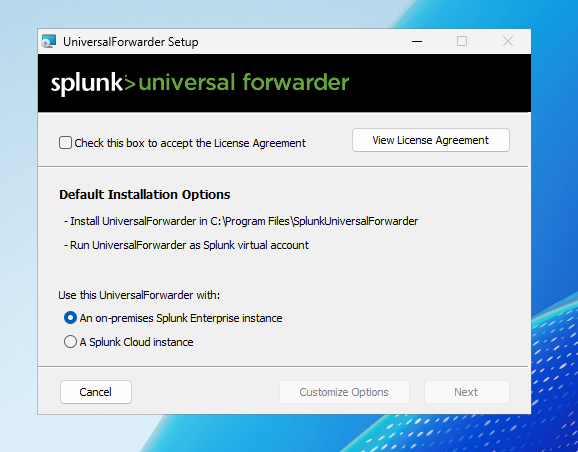 UniversalForwarder Setup
splunk>universal forwarder
Check this box to accept the License Agreement
View License Agreement
Default Installation Options
- Install UniversalForwarder in C:\Program Files\SplunkUniversalForwarder
- Run UniversalForwarder as Splunk virtual account
Use this UniversalForwarder with:
An on-premises Splunk Enterprise instance
A Splunk Cloud instance
Cancel
Customize Options
Next